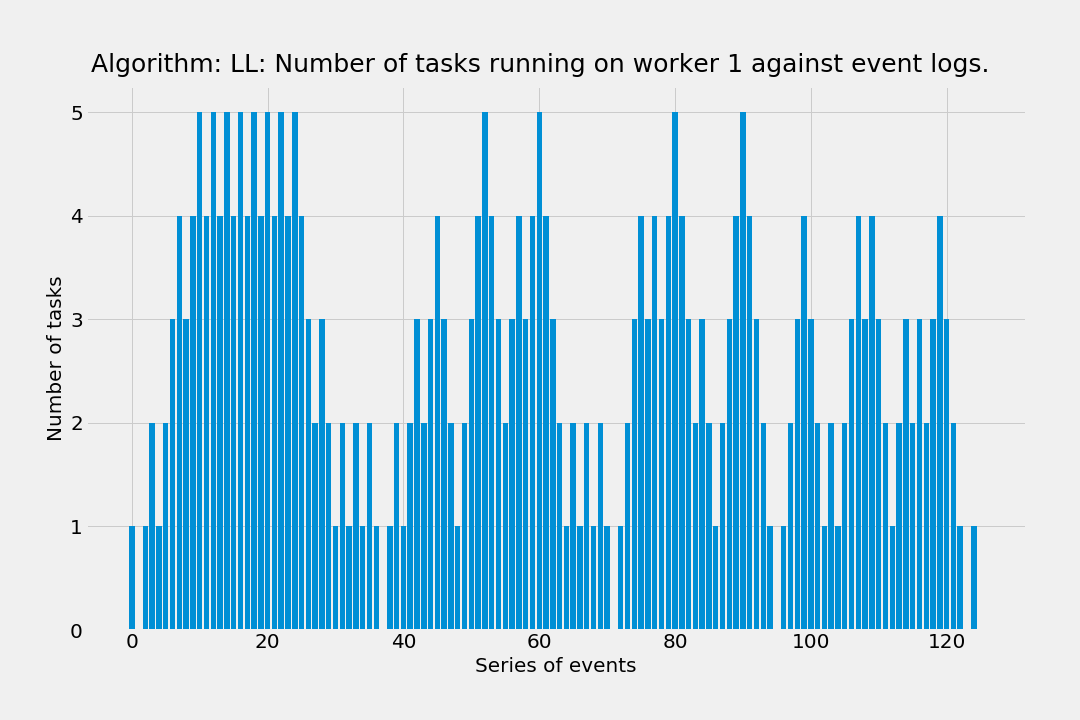 Algorithm: LL: Number of tasks running on worker 1 against event logs.
5
4
3
2
1
0
Number of tasks
0 20 40 60 80 100 120
Series of events